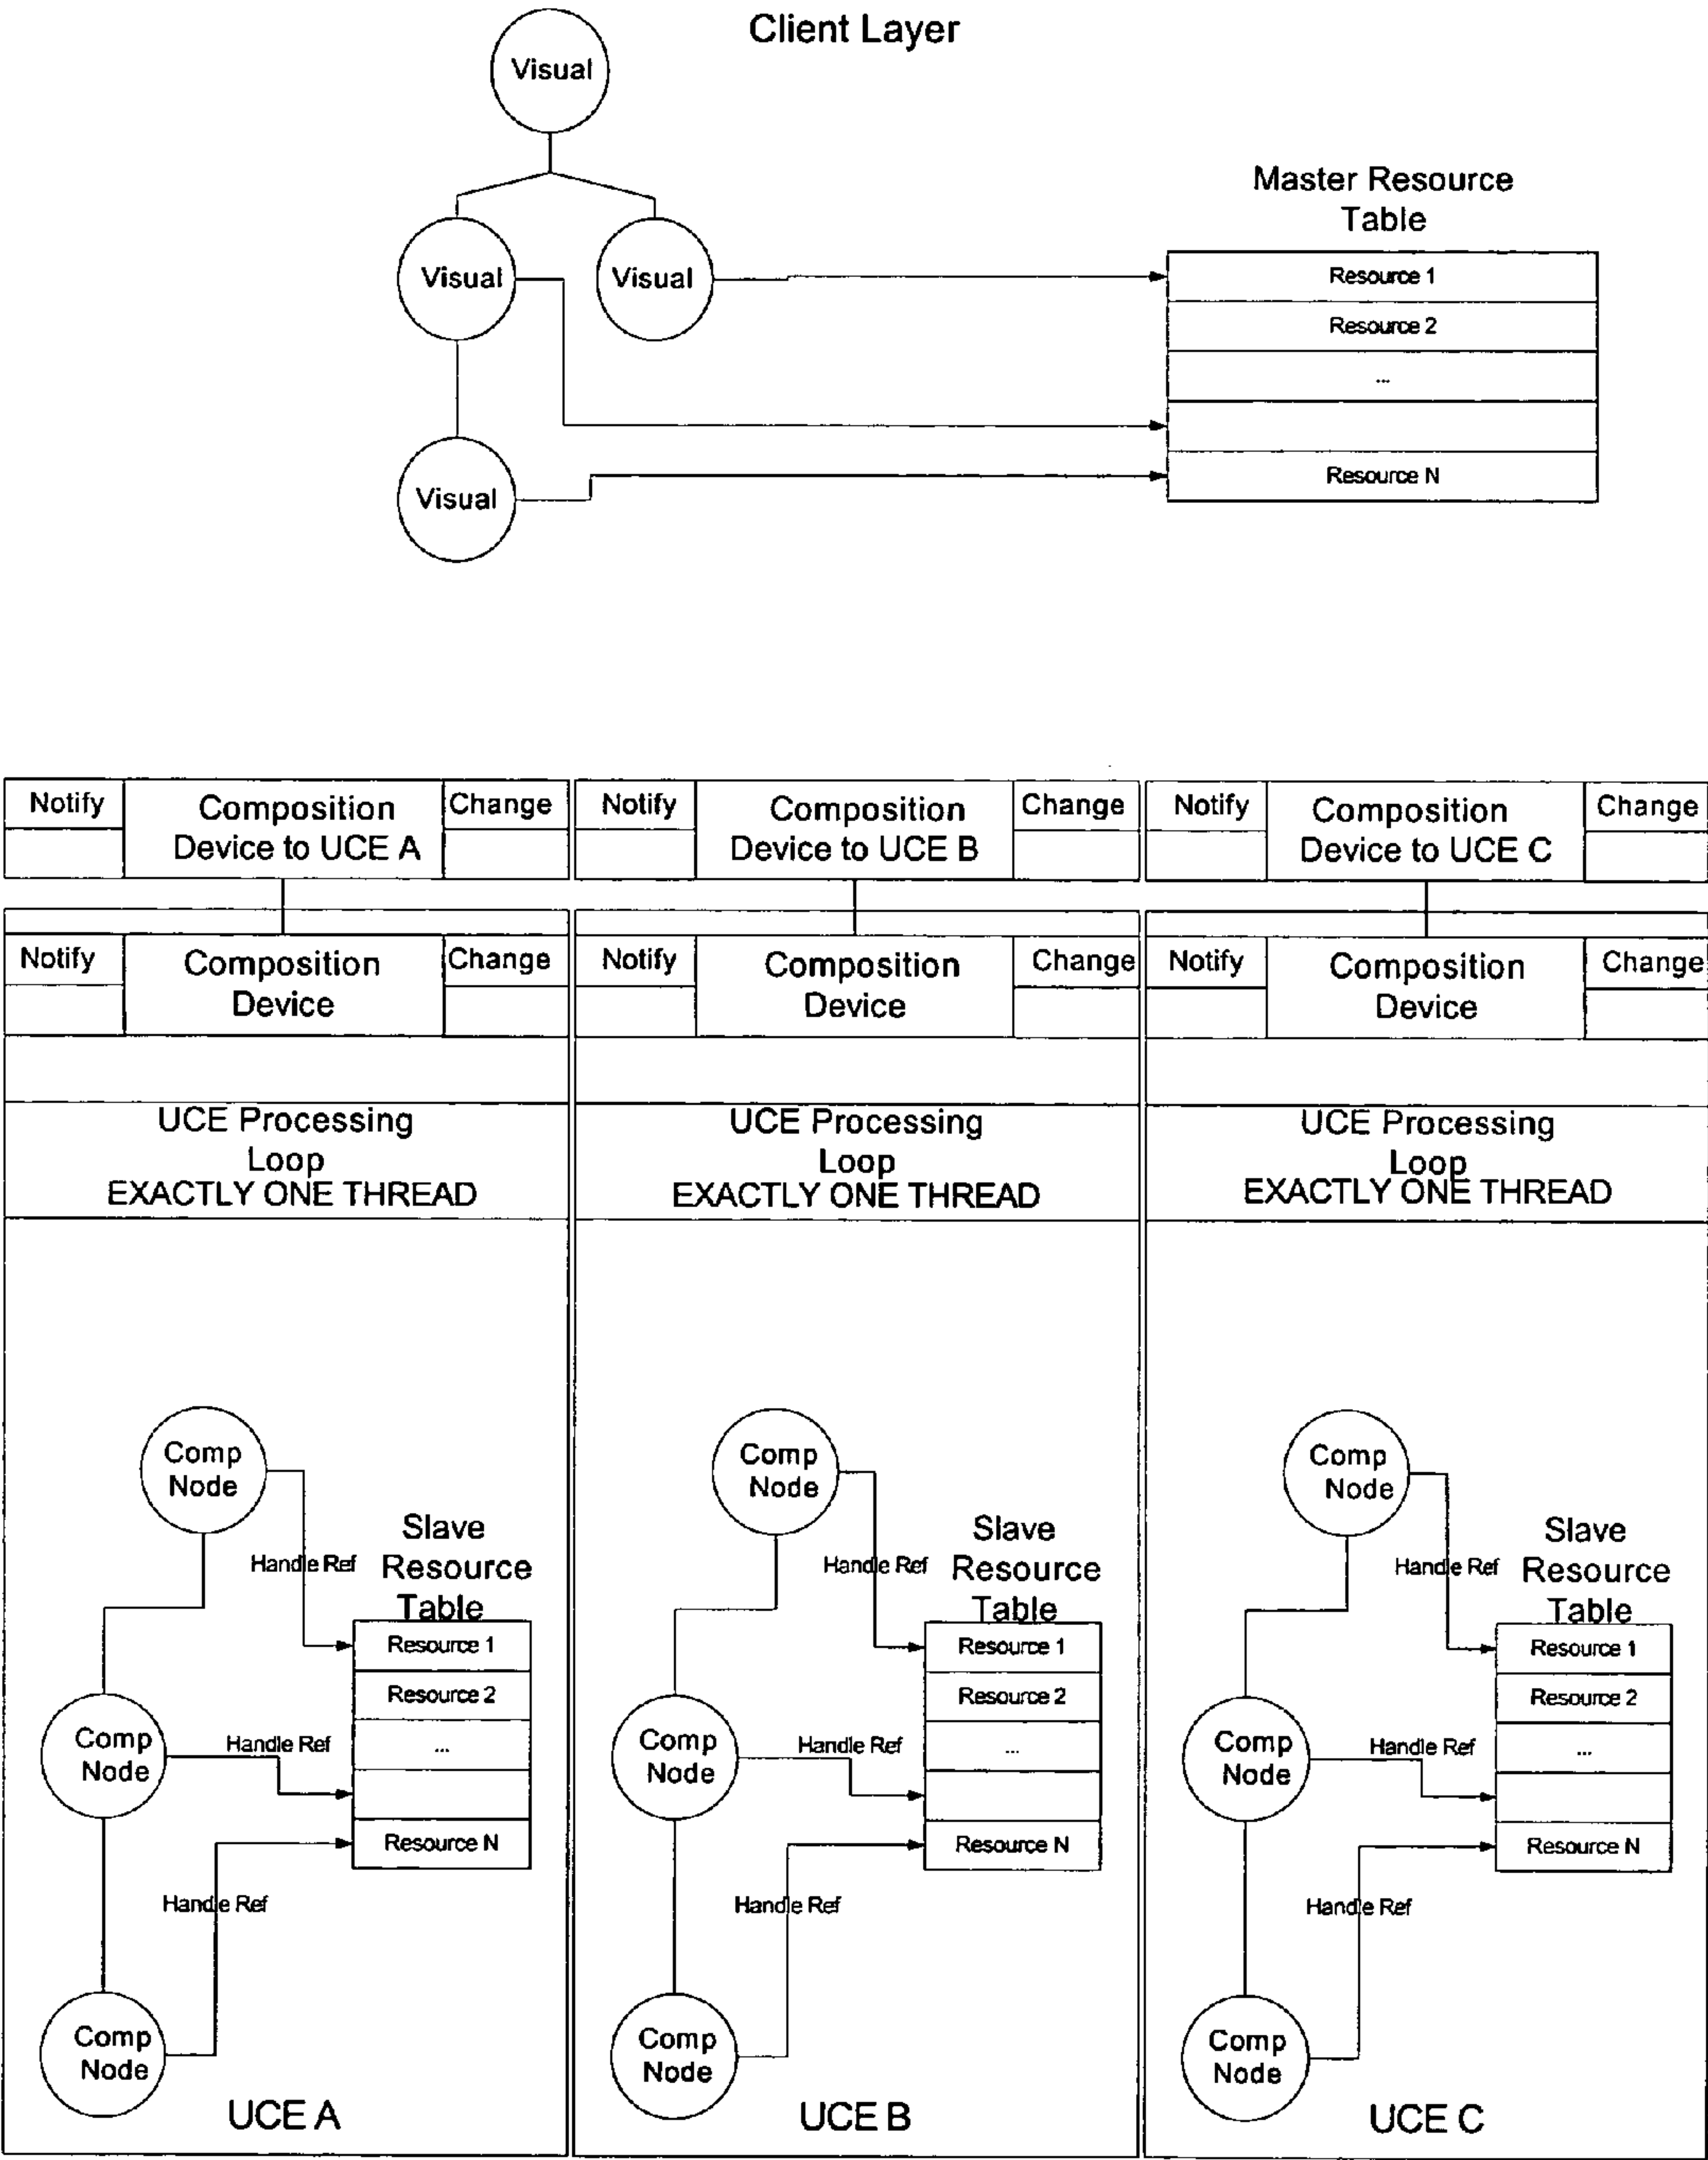 Client Layer
Visual
Master Resource
Table
Visual
Visual
Resource 1
Resource 2
...
Resource N
Visual
Notify
Composition
Device to UCE A
Change
Notify
Composition
Device to UCE B
Change
Notify
Composition
Device to UCE C
Change
Notify
Composition
Device
Change
Notify
Composition
Device
Change
Notify
Composition
Device
Change
UCE Processing
Loop
EXACTLY ONE THREAD
UCE Processing
Loop
EXACTLY ONE THREAD
UCE Processing
Loop
EXACTLY ONE THREAD
Comp
Node
Handle Ref
Slave
Resource
Table
Resource 1
Resource 2
...
Resource N
Comp
Node
Handle Ref
Handle Ref
Comp
Node
UCE A
Comp
Node
Handle Ref
Slave
Resource
Table
Resource 1
Resource 2
...
Resource N
Comp
Node
Handle Ref
Handle Ref
Comp
Node
UCE B
Comp
Node
Handle Ref
Slave
Resource
Table
Resource 1
Resource 2
...
Resource N
Comp
Node
Handle Ref
Handle Ref
Comp
Node
UCE C